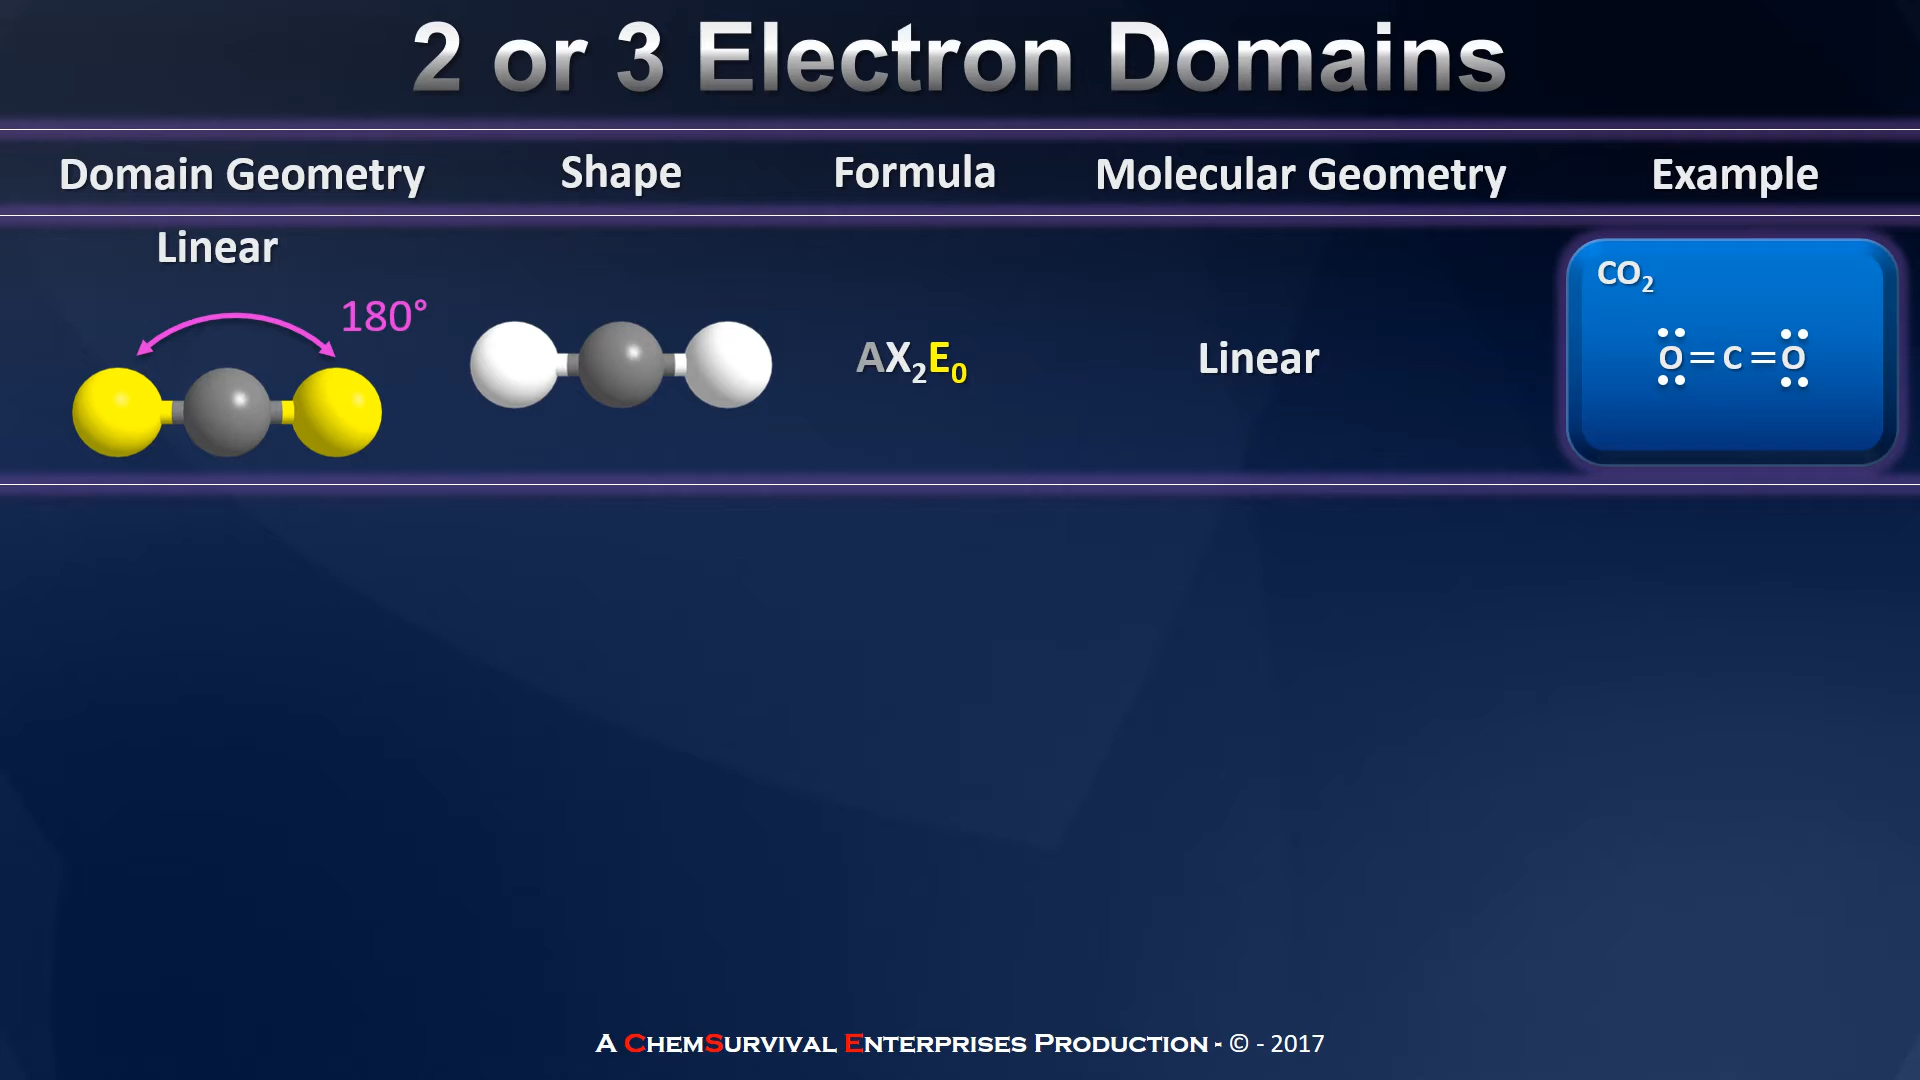 2 or 3 Electron Domains
Domain Geometry Shape Formula Molecular Geometry Example
Linear
180°
AX₂E₀
Linear
CO₂
O=C=O
A ChemSurvival Enterprises Production - © - 2017